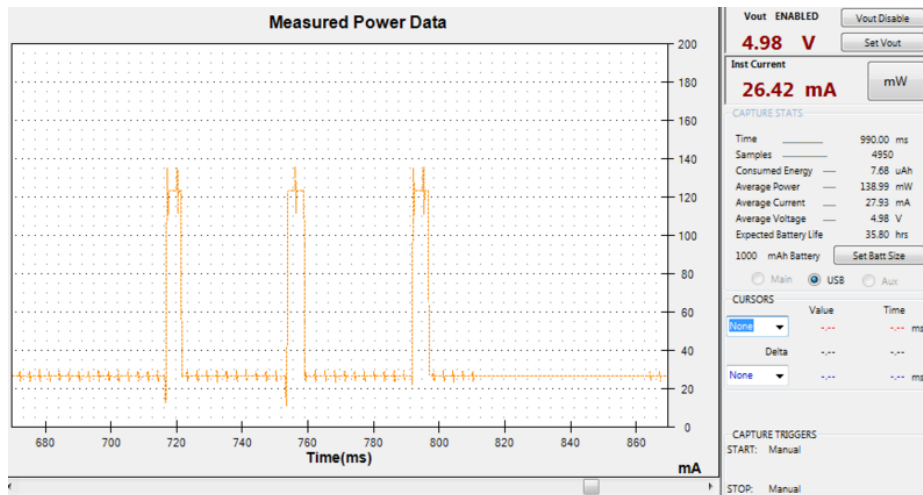 Measured Power Data
200
180
160
140
120
100
80
60
40
20
0
680 700 720 740 760 780 800 820 840 860
Time(ms)
mA
Vout ENABLED
Vout Disable
4.98 V
Set Vout
Inst Current
26.42 mA
mW
CAPTURE STATS
Time 990.00 ms
Samples 4950
Consumed Energy 7.68 uAh
Average Power 138.99 mW
Average Current 27.93 mA
Average Voltage 4.98 V
Expected Battery Life 35.80 hrs
1000 mAh Battery Set Batt Size
Main USB Aux
CURSORS
Value Time
None -.-- -.-- ms
Delta -.-- -.--
None -.-- -.-- ms
CAPTURE TRIGGERS
START: Manual
STOP: Manual